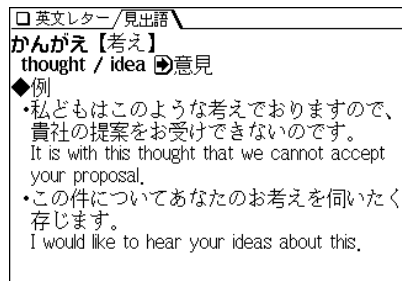 英文レター 見出語
かんがえ【考え】
thought / idea 意見
◆例
・私どもはこのような考えでおりますので、
貴社の提案をお受けできないのです。
It is with this thought that we cannot accept
your proposal.
・この件についてあなたのお考えを伺いたく
存じます。
I would like to hear your ideas about this.